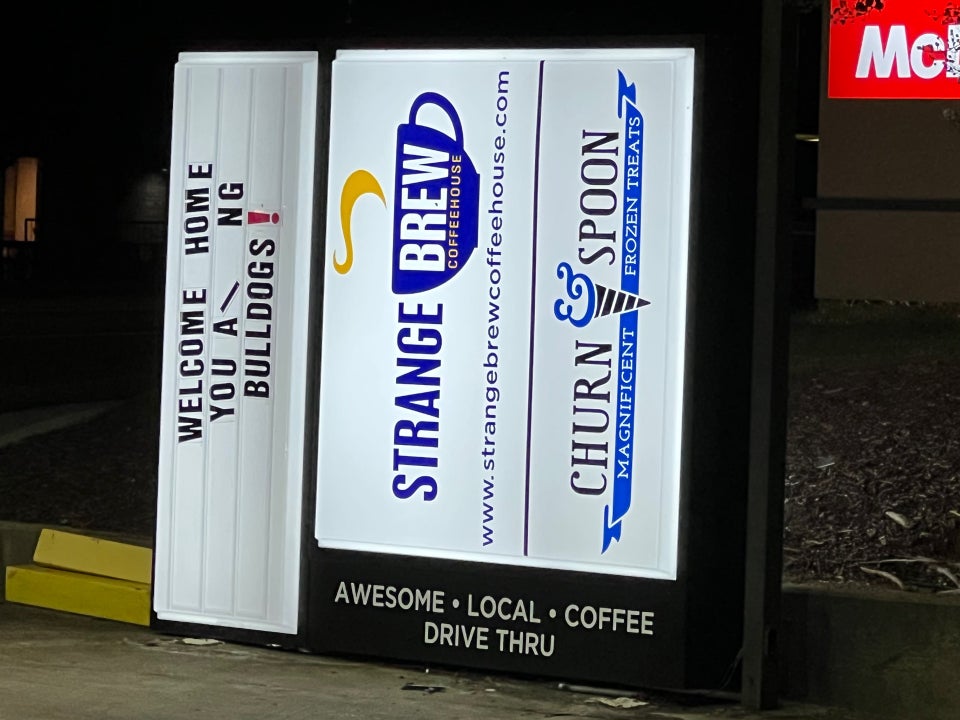 WELCOME HOME
YOU A\ NG
BULLDOGS!
STRANGE BREW
COFFEEHOUSE
www.strangebrewcoffeehouse.com
CHURN & SPOON
MAGNIFICENT FROZEN TREATS
AWESOME • LOCAL • COFFEE
DRIVE THRU
Mc